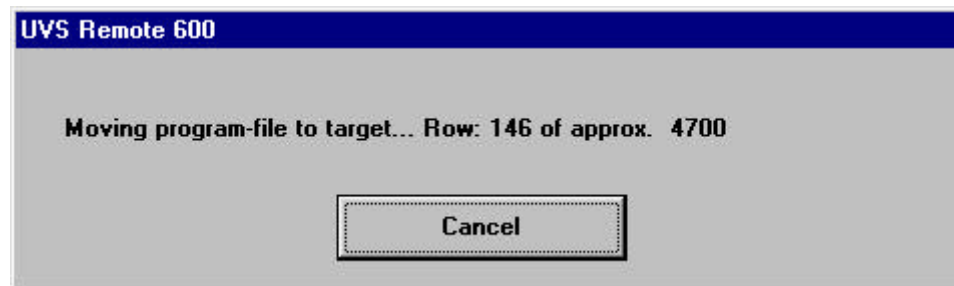 UVS Remote 600
Moving program-file to target... Row: 146 of approx.  4700
Cancel